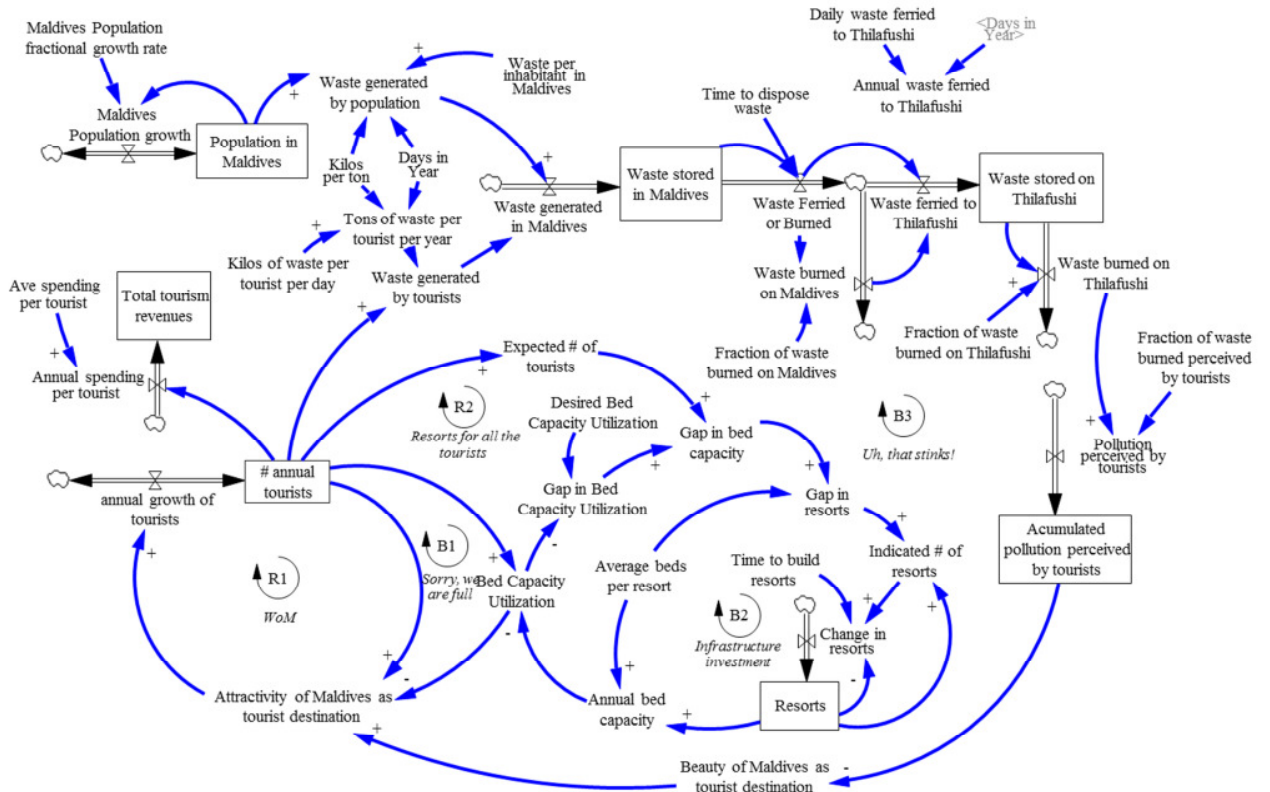 Maldives Population
fractional growth rate
Maldives
Population growth
Population in
Maldives
+
+
Waste generated
by population
Waste per
inhabitant in
Maldives
Kilos
per ton
Days in
Year
+
Tons of waste per
tourist per year
+
Kilos of waste per
tourist per day
Waste generated
by tourists
+
Waste generated
in Maldives
Waste stored
in Maldives
Time to dispose
waste
Daily waste ferried
to Thilafushi
<Days in
Year>
Annual waste ferried
to Thilafushi
Waste Ferried
or Burned
Waste ferried to
Thilafushi
Waste stored on
Thilafushi
Waste burned
on Maldives
Fraction of waste
burned on Maldives
+
Fraction of waste
burned on Thilafushi
+
Waste burned on
Thilafushi
Fraction of waste
burned perceived
by tourists
+
Pollution
perceived by
tourists
Ave spending
per tourist
+
Annual spending
per tourist
Total tourism
revenues
Expected # of
tourists
+
R2
Resorts for all the
tourists
Desired Bed
Capacity Utilization
Gap in bed
capacity
+
+
B3
Uh, that stinks!
# annual
tourists
annual growth of
tourists
+
Gap in Bed
Capacity Utilization
-
Gap in
resorts
+
R1
WoM
B1
Sorry, we
are full
+
Bed Capacity
Utilization
-
-
+
Average beds
per resort
Time to build
resorts
Indicated # of
resorts
+
+
Acumulated
pollution perceived
by tourists
B2
Infrastructure
investment
Change in
resorts
+
-
Resorts
Attractivity of Maldives as
tourist destination
+
Annual bed
capacity
+
+
Beauty of Maldives as
tourist destination
-